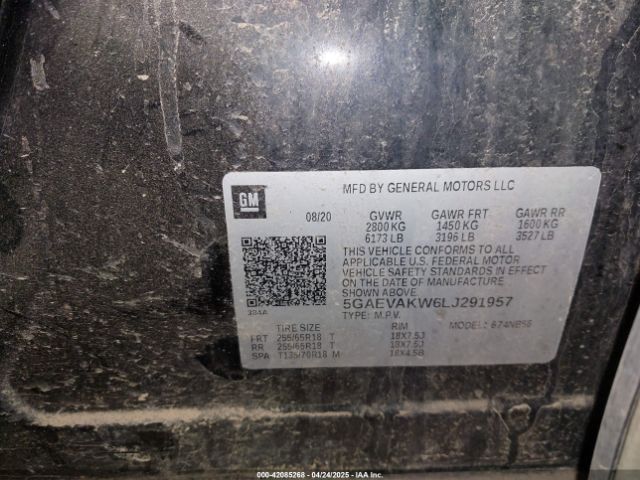 GM
MFD BY GENERAL MOTORS LLC
08/20 GVWR GAWR FRT GAWR RR
2800 KG 1450 KG 1600 KG
6173 LB 3196 LB 3527 LB
THIS VEHICLE CONFORMS TO ALL
APPLICABLE U.S. FEDERAL MOTOR
VEHICLE SAFETY STANDARDS IN EFFECT
ON THE DATE OF MANUFACTURE
SHOWN ABOVE.
5GAEVAKW6LJ291957
TYPE: M.P.V. MODEL:
TIRE SIZE RIM
FRT 255/65R18 T 18X7.5J
RR 255/65R18 T 18X7.5J
SPA T135/70R18 M 18X4.5B
000-42085268 - 04/24/2025 - IAA Inc.